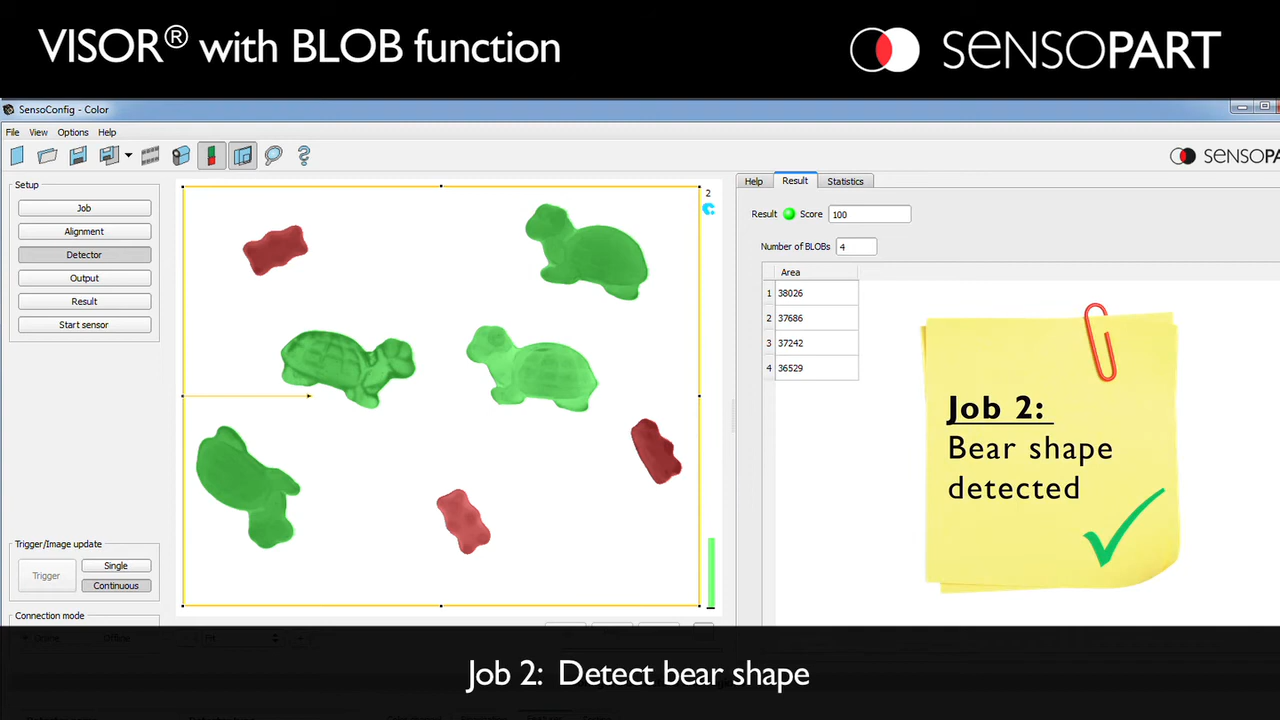 VISOR® with BLOB function
SENSOPART
SensoConfig - Color
File View Options Help
SENSOPA
Setup
Job
Alignment
Detector
Output
Result
Start sensor
2
Help Result Statistics
Result Score 100
Number of BLOBs 4
Area
1 38026
2 37686
3 37242
4 36529
Job 2:
Bear shape
detected
Trigger/Image update
Trigger
Single
Continuous
Connection mode
Online Offline
Job 2: Detect bear shape